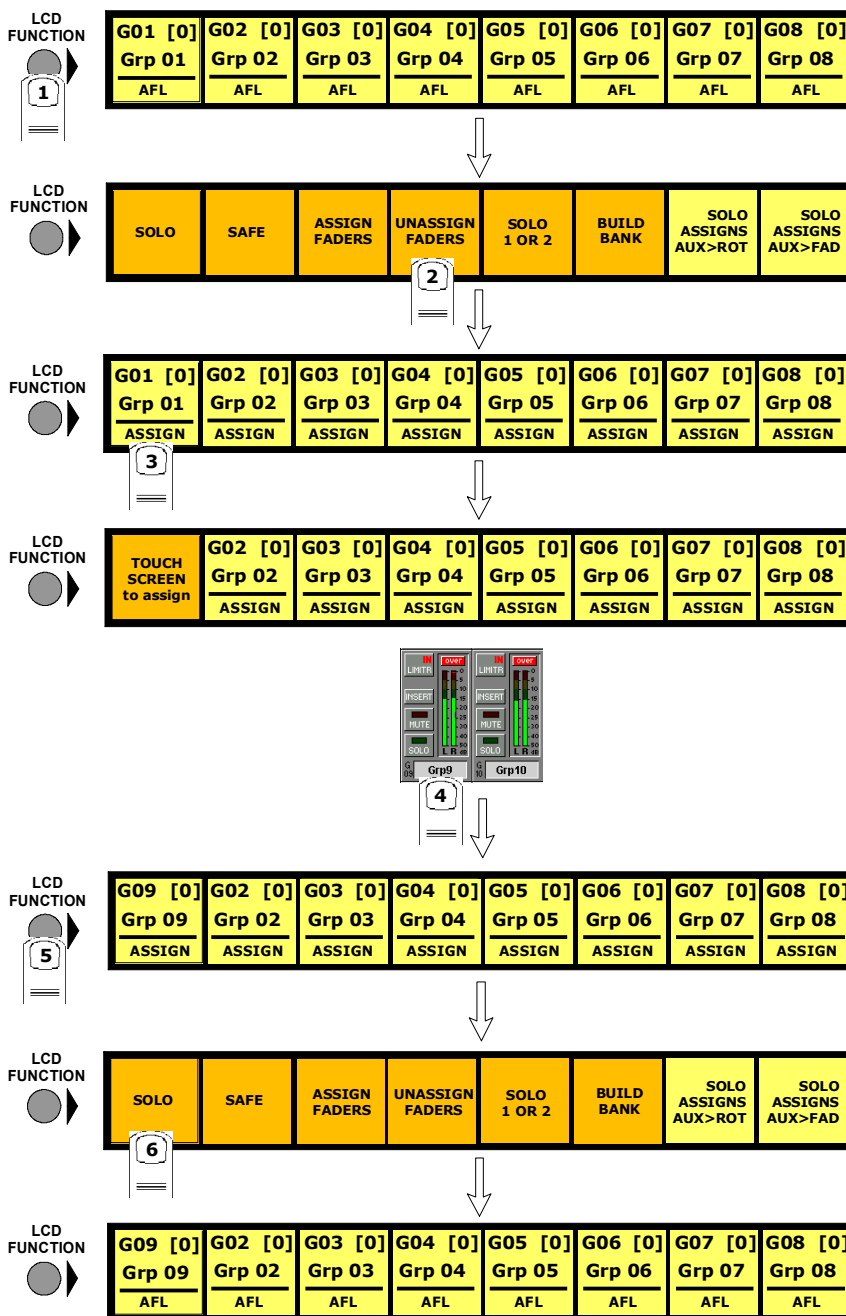 LCD
FUNCTION
1
G01 [0] G02 [0] G03 [0] G04 [0] G05 [0] G06 [0] G07 [0] G08 [0]
Grp 01 Grp 02 Grp 03 Grp 04 Grp 05 Grp 06 Grp 07 Grp 08
AFL AFL AFL AFL AFL AFL AFL AFL
LCD
FUNCTION
SOLO SAFE ASSIGN FADERS UNASSIGN FADERS SOLO 1 OR 2 BUILD BANK SOLO ASSIGNS AUX>ROT SOLO ASSIGNS AUX>FAD
2
LCD
FUNCTION
G01 [0] G02 [0] G03 [0] G04 [0] G05 [0] G06 [0] G07 [0] G08 [0]
Grp 01 Grp 02 Grp 03 Grp 04 Grp 05 Grp 06 Grp 07 Grp 08
ASSIGN ASSIGN ASSIGN ASSIGN ASSIGN ASSIGN ASSIGN ASSIGN
3
LCD
FUNCTION
TOUCH SCREEN to assign
G02 [0] G03 [0] G04 [0] G05 [0] G06 [0] G07 [0] G08 [0]
Grp 02 Grp 03 Grp 04 Grp 05 Grp 06 Grp 07 Grp 08
ASSIGN ASSIGN ASSIGN ASSIGN ASSIGN ASSIGN ASSIGN
IN over IN over
LIMITR LIMITR
INSERT INSERT
MUTE MUTE
SOLO L R dB SOLO L R dB
G 09 Grp9 G 10 Grp10
4
LCD
FUNCTION
5
G09 [0] G02 [0] G03 [0] G04 [0] G05 [0] G06 [0] G07 [0] G08 [0]
Grp 09 Grp 02 Grp 03 Grp 04 Grp 05 Grp 06 Grp 07 Grp 08
ASSIGN ASSIGN ASSIGN ASSIGN ASSIGN ASSIGN ASSIGN ASSIGN
LCD
FUNCTION
SOLO SAFE ASSIGN FADERS UNASSIGN FADERS SOLO 1 OR 2 BUILD BANK SOLO ASSIGNS AUX>ROT SOLO ASSIGNS AUX>FAD
6
LCD
FUNCTION
G09 [0] G02 [0] G03 [0] G04 [0] G05 [0] G06 [0] G07 [0] G08 [0]
Grp 09 Grp 02 Grp 03 Grp 04 Grp 05 Grp 06 Grp 07 Grp 08
AFL AFL AFL AFL AFL AFL AFL AFL